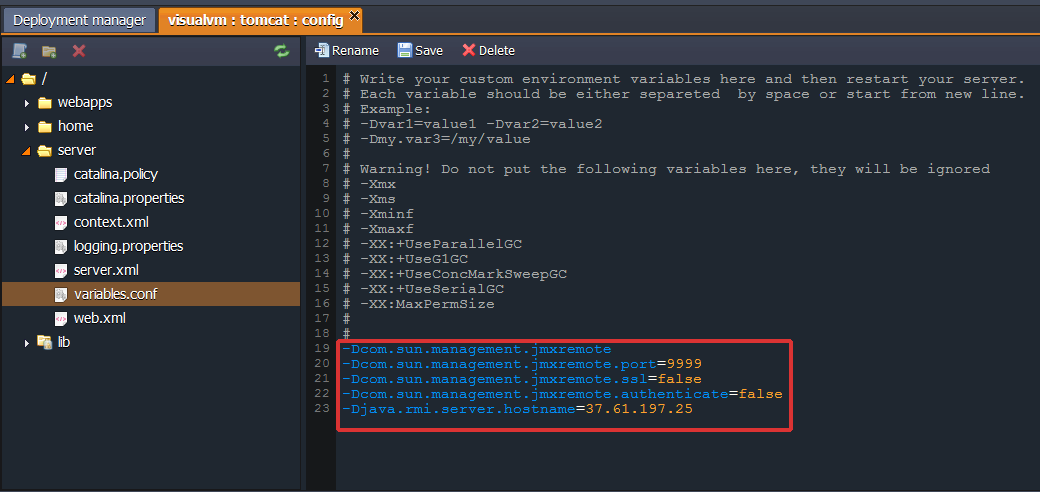 Deployment manager
visualvm : tomcat : config
Rename
Save
Delete
/
webapps
home
server
catalina.policy
catalina.properties
context.xml
logging.properties
server.xml
variables.conf
web.xml
lib
1 # Write your custom environment variables here and then restart your server.
2 # Each variable should be either separeted  by space or start from new line.
3 # Example:
4 # -Dvar1=value1 -Dvar2=value2
5 # -Dmy.var3=/my/value
6 #
7 # Warning! Do not put the following variables here, they will be ignored
8 # -Xmx
9 # -Xms
10 # -Xminf
11 # -Xmaxf
12 # -XX:+UseParallelGC
13 # -XX:+UseG1GC
14 # -XX:+UseConcMarkSweepGC
15 # -XX:+UseSerialGC
16 # -XX:MaxPermSize
17 #
18 #
19 -Dcom.sun.management.jmxremote
20 -Dcom.sun.management.jmxremote.port=9999
21 -Dcom.sun.management.jmxremote.ssl=false
22 -Dcom.sun.management.jmxremote.authenticate=false
23 -Djava.rmi.server.hostname=37.61.197.25